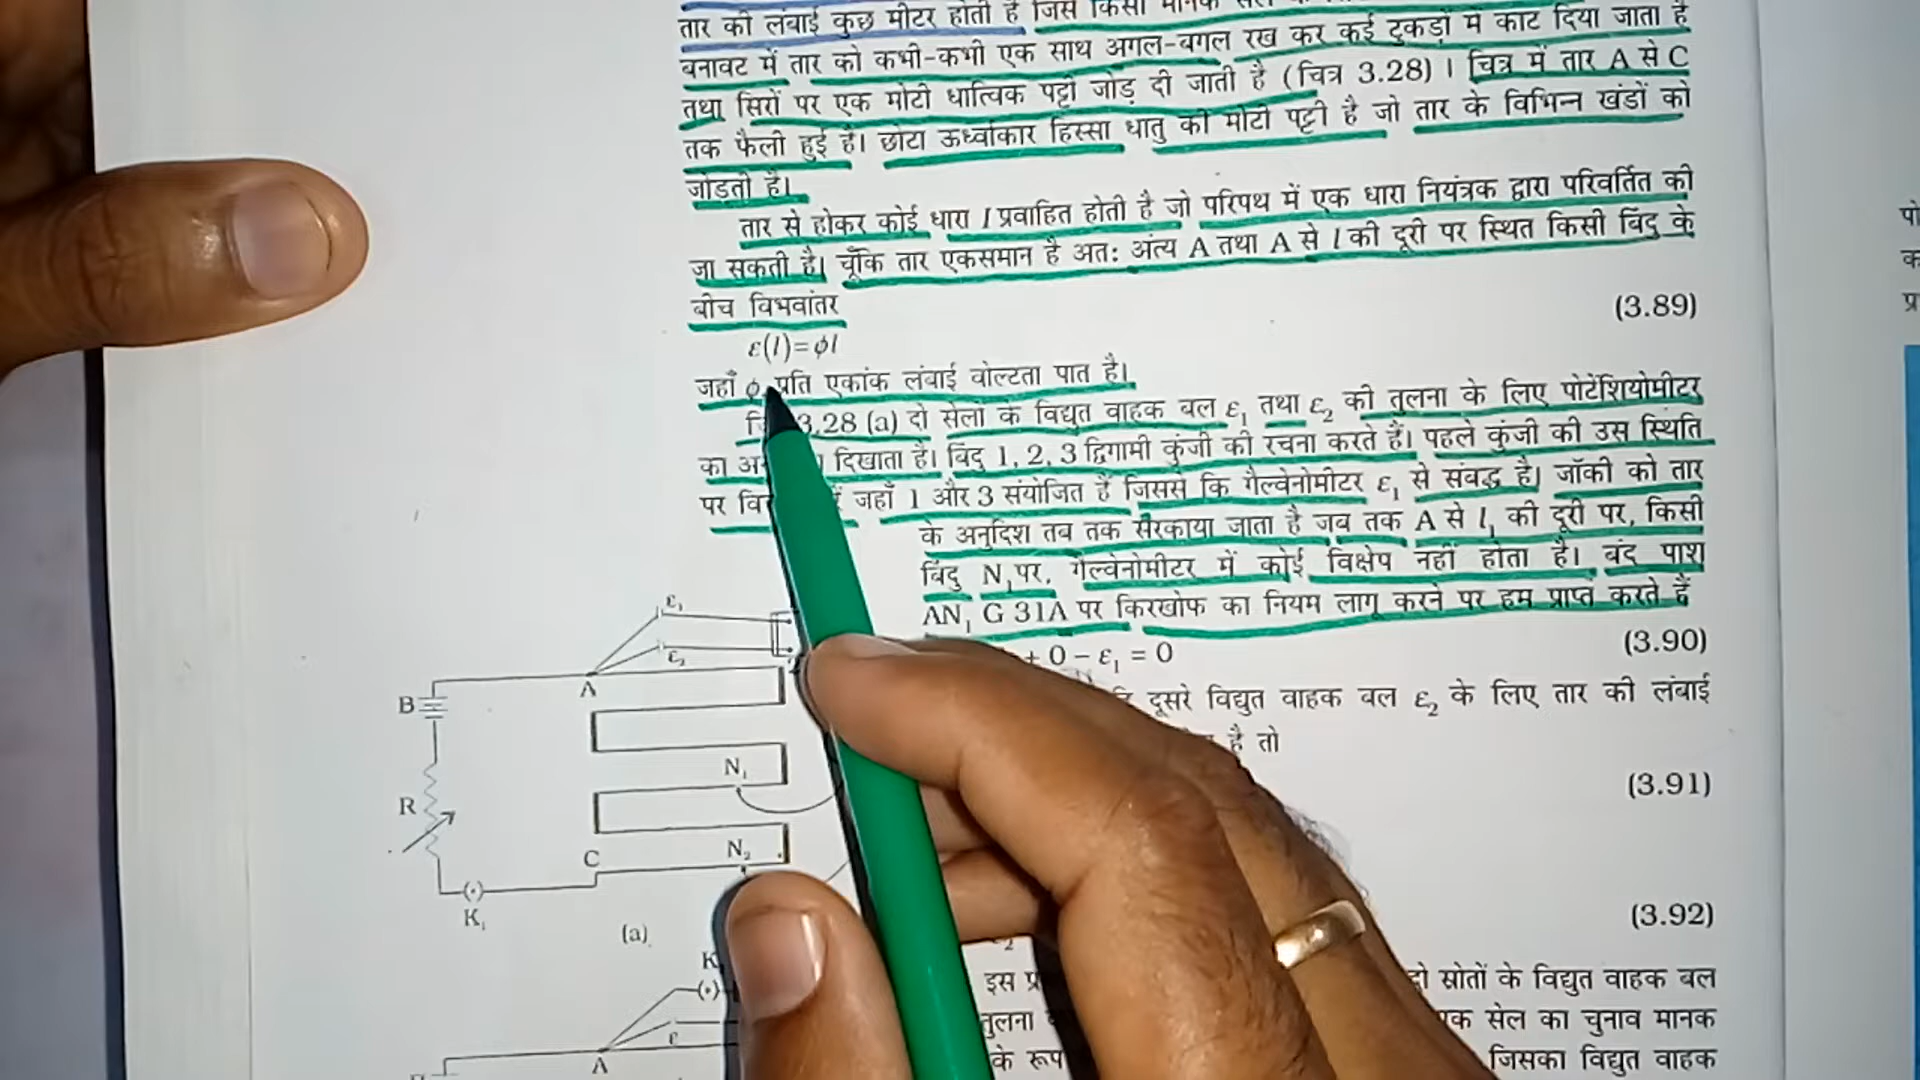 तार की लंबाई कुछ मीटर होती है जिसे किसी मानक
बनावट में तार को कभी-कभी एक साथ अगल-बगल रख कर कई टुकड़ों में काट दिया जाता है
तथा सिरों पर एक मोटी धात्विक पट्टी जोड़ दी जाती है (चित्र 3.28) । चित्र में तार A से C
तक फैली हुई है। छोटा ऊर्ध्वाकार हिस्सा धातु की मोटी पट्टी है जो तार के विभिन्न खंडों को
जोड़ती है।
तार से होकर कोई धारा I प्रवाहित होती है जो परिपथ में एक धारा नियंत्रक द्वारा परिवर्तित की
जा सकती है। चूँकि तार एकसमान है अत: अंत्य A तथा A से l की दूरी पर स्थित किसी बिंदु के
बीच विभवांतर
ε(l)=ϕl (3.89)
जहाँ ϕ प्रति एकांक लंबाई वोल्टता पात है।
3.28 (a) दो सेलों के विद्युत वाहक बल ε₁ तथा ε₂ की तुलना के लिए पोटेंशियोमीटर
का दिखाता है। बिंदु 1, 2, 3 द्विगामी कुंजी की रचना करते हैं। पहले कुंजी की उस स्थिति
पर जहाँ 1 और 3 संयोजित हैं जिससे कि गैल्वेनोमीटर ε₁ से संबद्ध है। जॉकी को तार
के अनुदिश तब तक सरकाया जाता है जब तक A से l₁ की दूरी पर, किसी
बिंदु N₁ पर, गैल्वेनोमीटर में कोई विक्षेप नहीं होता है। बंद पाश
AN₁ G 31A पर किरखोफ का नियम लागू करने पर हम प्राप्त करते हैं
+ 0 – ε₁ = 0 (3.90)
दूसरे विद्युत वाहक बल ε₂ के लिए तार की लंबाई
है तो
(3.91)
(3.92)
इस दो स्रोतों के विद्युत वाहक बल
तुलना एक सेल का चुनाव मानक
के रूप जिसका विद्युत वाहक
ε₁
ε₂
A
B
N₁
R
C
N₂
K₁
(a)
K
ε
A